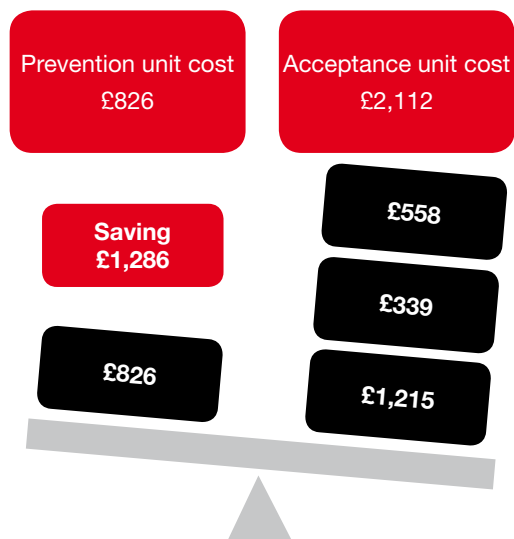 Prevention unit cost
£826
Acceptance unit cost
£2,112
Saving
£1,286
£826
£558
£339
£1,215